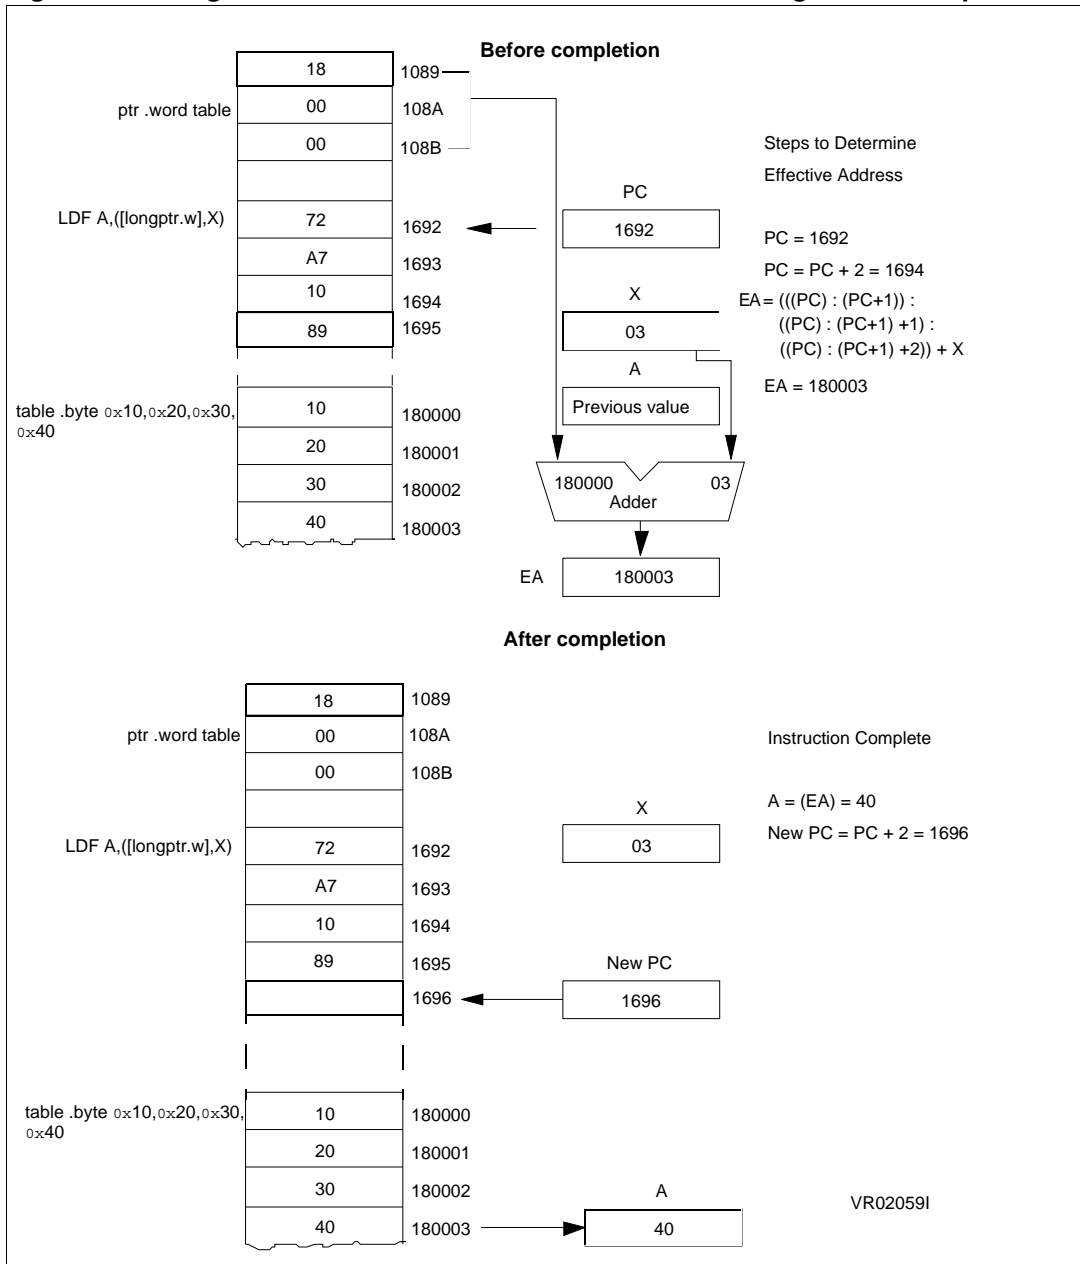 Before completion
18 1089
ptr .word table 00 108A
00 108B
Steps to Determine
Effective Address
PC
LDF A,([longptr.w],X) 72 1692 1692
PC = 1692
A7 1693
PC = PC + 2 = 1694
10 1694
X
EA = (((PC) : (PC+1)) :
89 1695
03
((PC) : (PC+1) +1) :
((PC) : (PC+1) +2)) + X
A
EA = 180003
table .byte 0x10,0x20,0x30,
0x40
10 180000
Previous value
20 180001
30 180002
180000 03
Adder
40 180003
EA 180003
After completion
18 1089
ptr .word table 00 108A
Instruction Complete
00 108B
X
A = (EA) = 40
LDF A,([longptr.w],X) 72 1692
03
New PC = PC + 2 = 1696
A7 1693
10 1694
89 1695
New PC
1696
1696
table .byte 0x10,0x20,0x30,
0x40
10 180000
20 180001
30 180002
A
VR02059I
40 180003
40